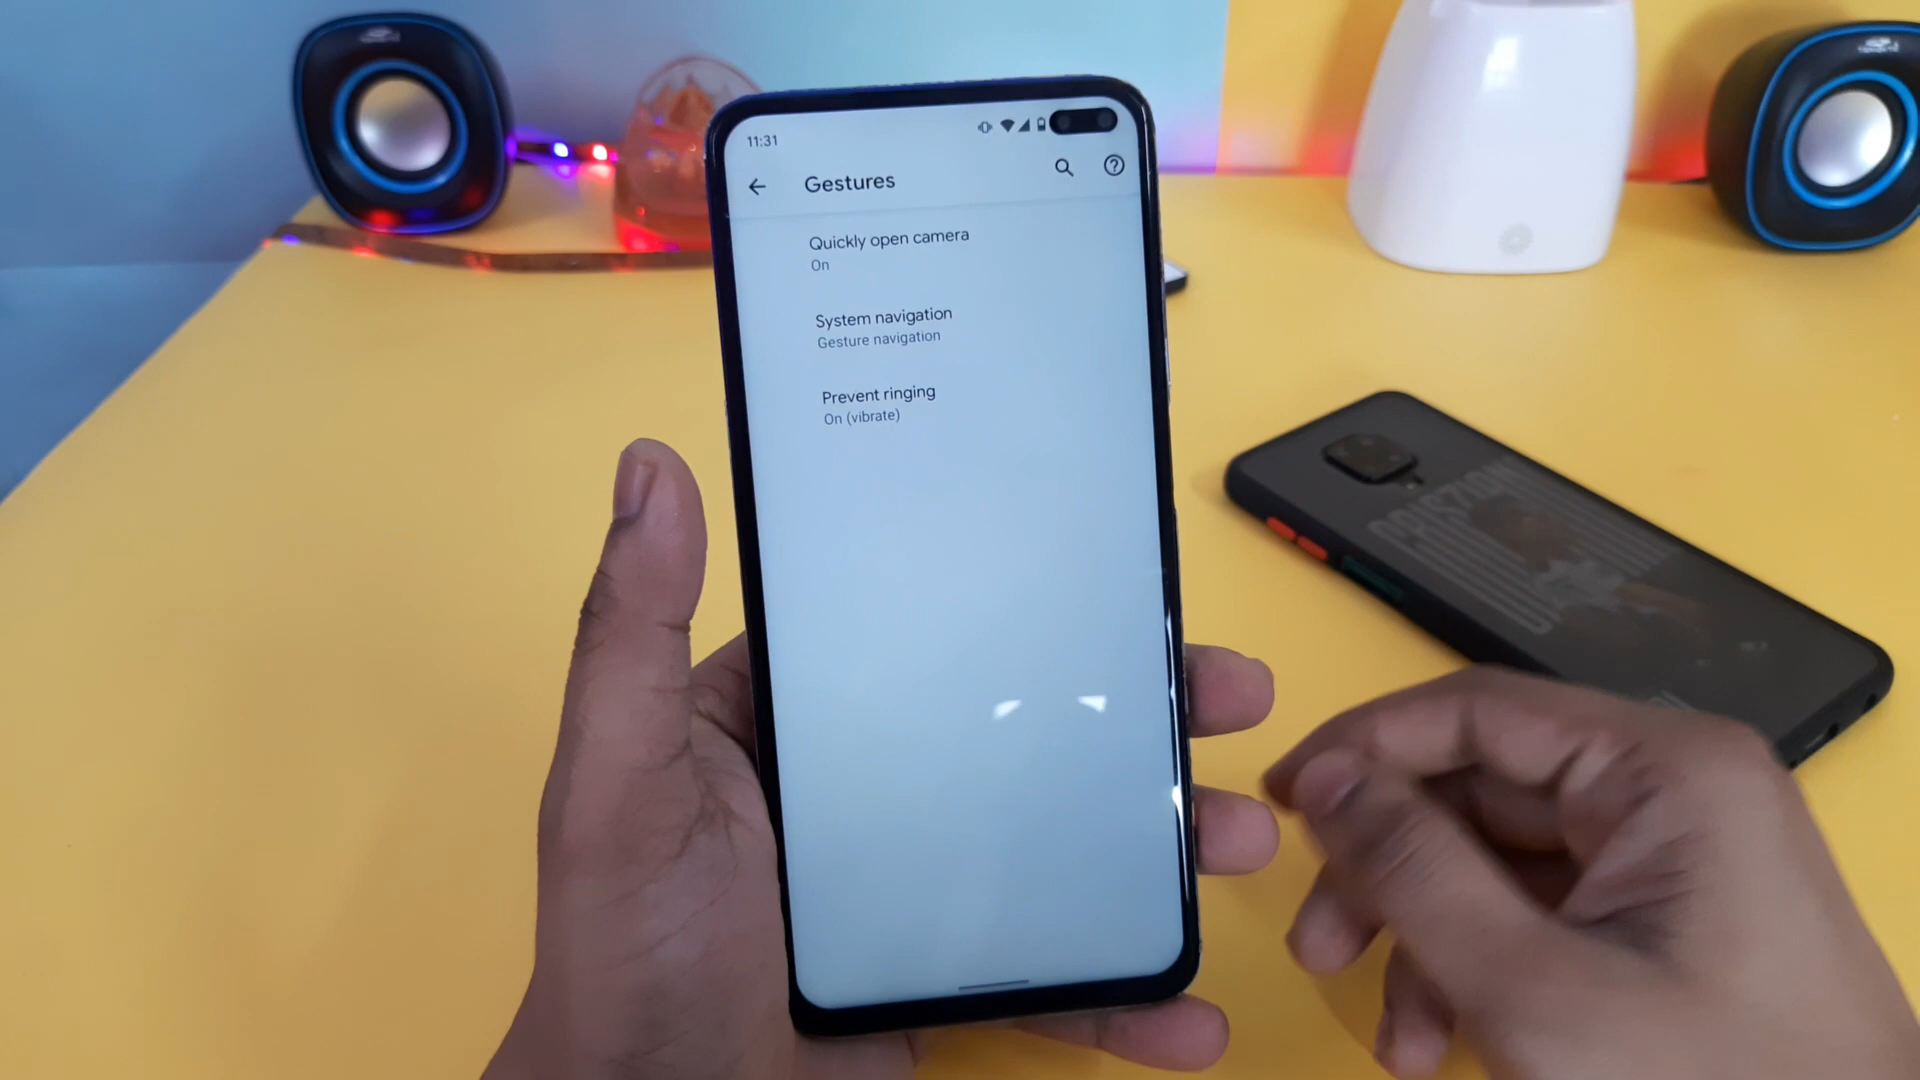 11:31
Gestures
Quickly open camera
On
System navigation
Gesture navigation
Prevent ringing
On (vibrate)